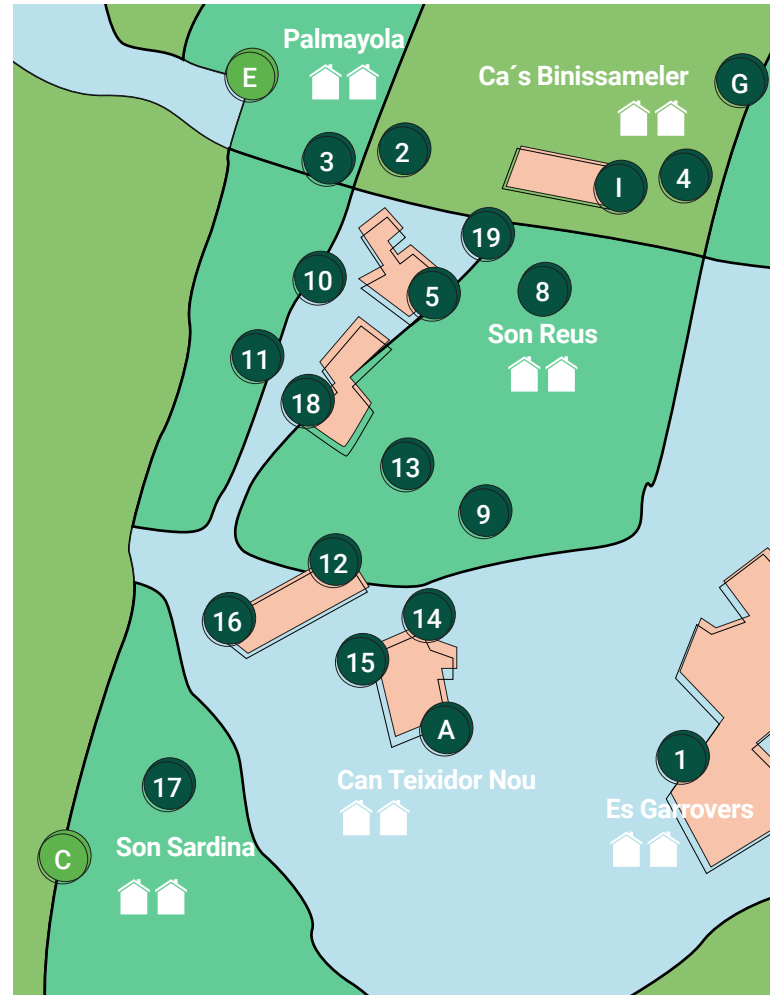 Palmayola
E
Ca´s Binissameler
G
3
2
I
4
19
10
5
8
Son Reus
11
18
13
9
12
16
14
15
A
1
17
Can Teixidor Nou
Es Garrovers
Son Sardina
C